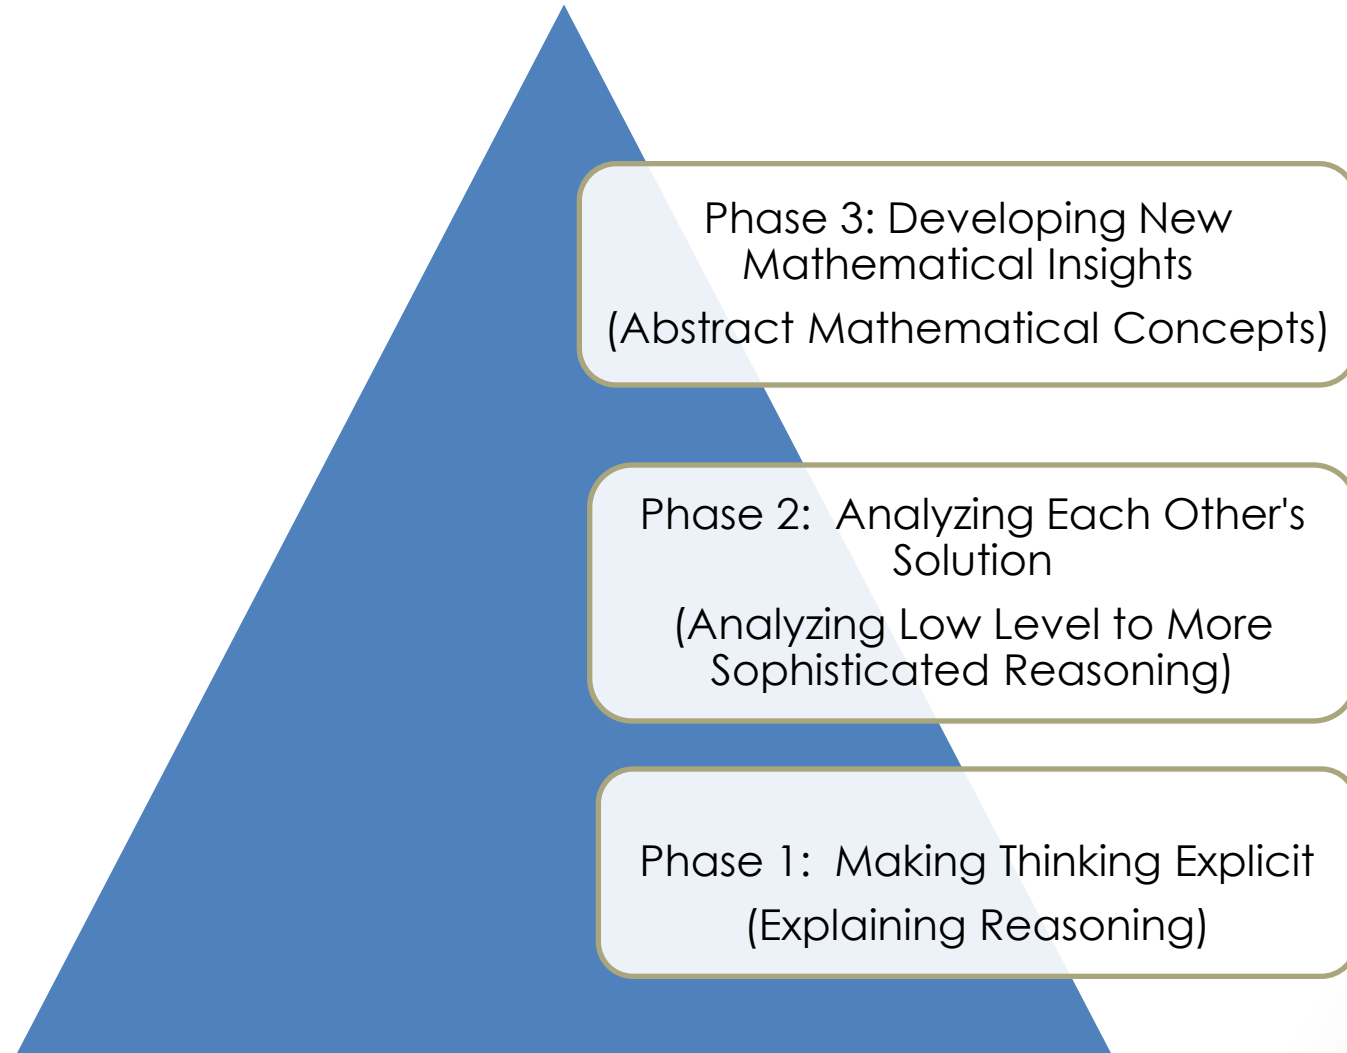 Phase 3: Developing New
Mathematical Insights
(Abstract Mathematical Concepts)
Phase 2:  Analyzing Each Other's
Solution
(Analyzing Low Level to More
Sophisticated Reasoning)
Phase 1:  Making Thinking Explicit
(Explaining Reasoning)